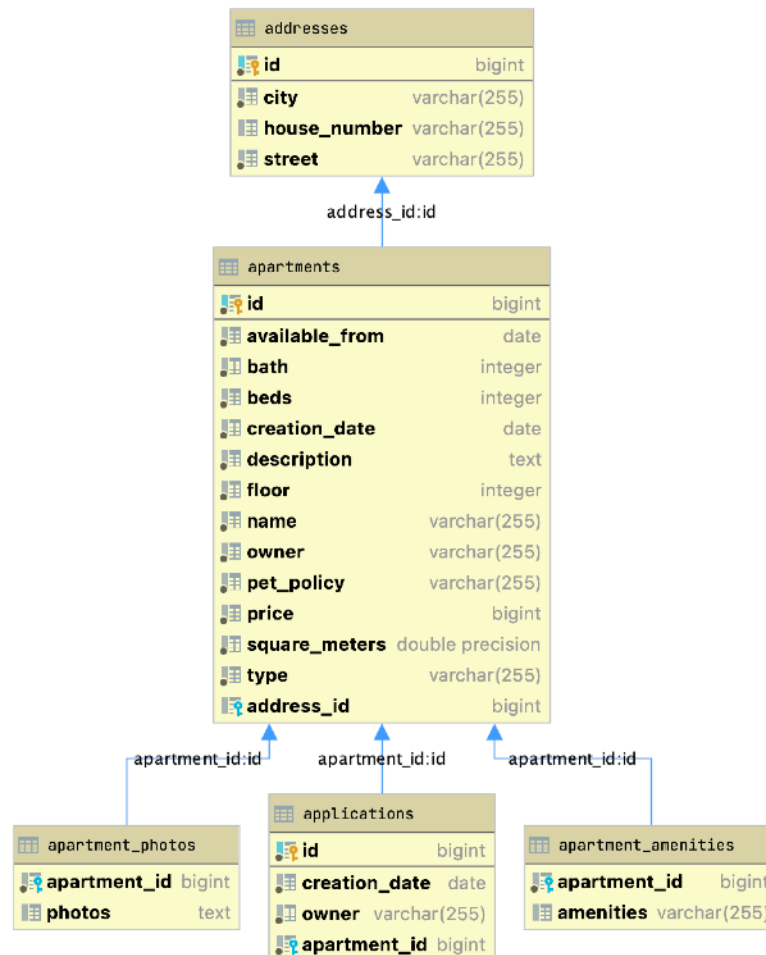 addresses
id bigint
city varchar(255)
house_number varchar(255)
street varchar(255)
address_id:id
apartments
id bigint
available_from date
bath integer
beds integer
creation_date date
description text
floor integer
name varchar(255)
owner varchar(255)
pet_policy varchar(255)
price bigint
square_meters double precision
type varchar(255)
address_id bigint
apartment_id:id apartment_id:id apartment_id:id
apartment_photos
apartment_id bigint
photos text
applications
id bigint
creation_date date
owner varchar(255)
apartment_id bigint
apartment_amenities
apartment_id bigint
amenities varchar(255)